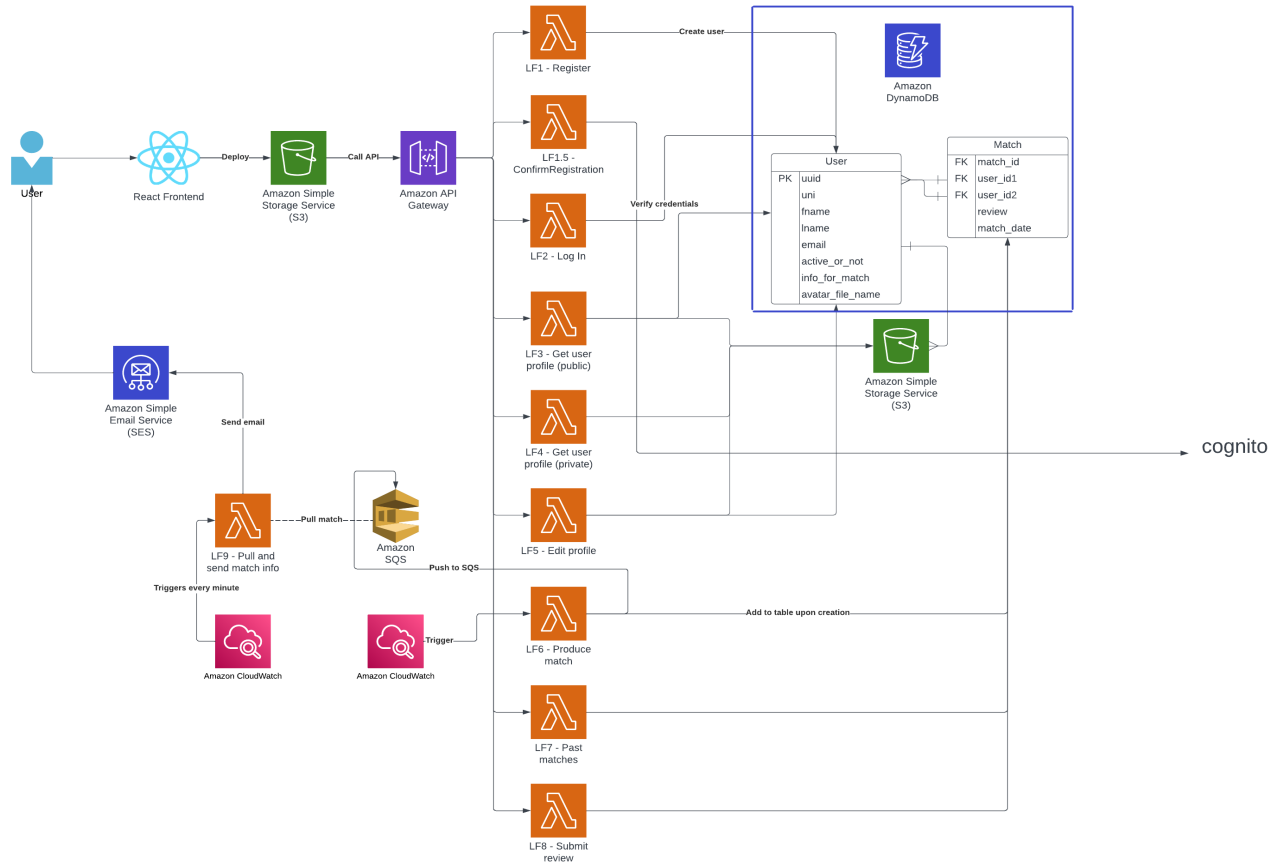 User
React Frontend
Deploy
Amazon Simple
Storage Service
(S3)
Call API
Amazon API
Gateway
LF1 - Register
Create user
LF1.5 -
ConfirmRegistration
LF2 - Log In
Verify credentials
LF3 - Get user
profile (public)
LF4 - Get user
profile (private)
LF5 - Edit profile
LF6 - Produce
match
LF7 - Past
matches
LF8 - Submit
review
Amazon
DynamoDB
User
PK uuid
uni
fname
lname
email
active_or_not
info_for_match
avatar_file_name
Match
FK match_id
FK user_id1
FK user_id2
review
match_date
Amazon Simple
Storage Service
(S3)
cognito
Amazon Simple
Email Service
(SES)
Send email
LF9 - Pull and
send match info
Pull match
Amazon
SQS
Push to SQS
Triggers every minute
Amazon CloudWatch
Amazon CloudWatch
Trigger
Add to table upon creation